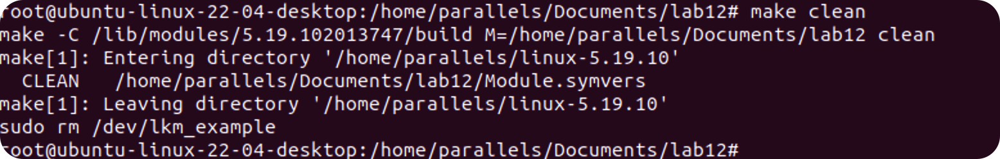 root@ubuntu-linux-22-04-desktop:/home/parallels/Documents/lab12# make clean
make -C /lib/modules/5.19.102013747/build M=/home/parallels/Documents/lab12 clean
make[1]: Entering directory '/home/parallels/linux-5.19.10'
  CLEAN   /home/parallels/Documents/lab12/Module.symvers
make[1]: Leaving directory '/home/parallels/linux-5.19.10'
sudo rm /dev/lkm_example
root@ubuntu-linux-22-04-desktop:/home/parallels/Documents/lab12#